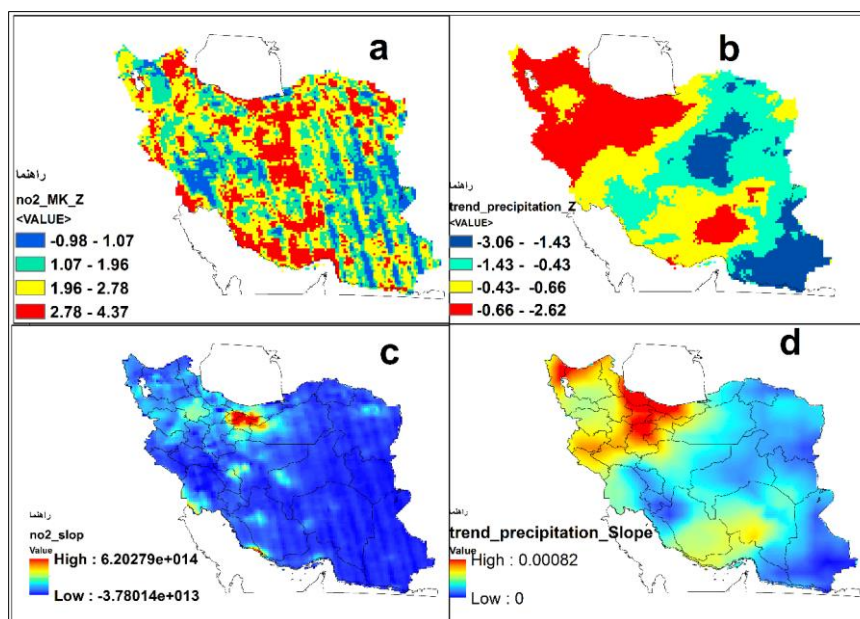 a
راهنما
no2_MK_Z
<VALUE>
-0.98 - 1.07
1.07 - 1.96
1.96 - 2.78
2.78 - 4.37
b
راهنما
trend_precipitation_Z
<VALUE>
-3.06 - -1.43
-1.43 - -0.43
-0.43- -0.66
-0.66 -2.62
c
راهنما
no2_slop
Value
High : 6.20279e+014
Low : -3.78014e+013
d
راهنما
trend_precipitation_Slope
Value
High : 0.00082
Low : 0